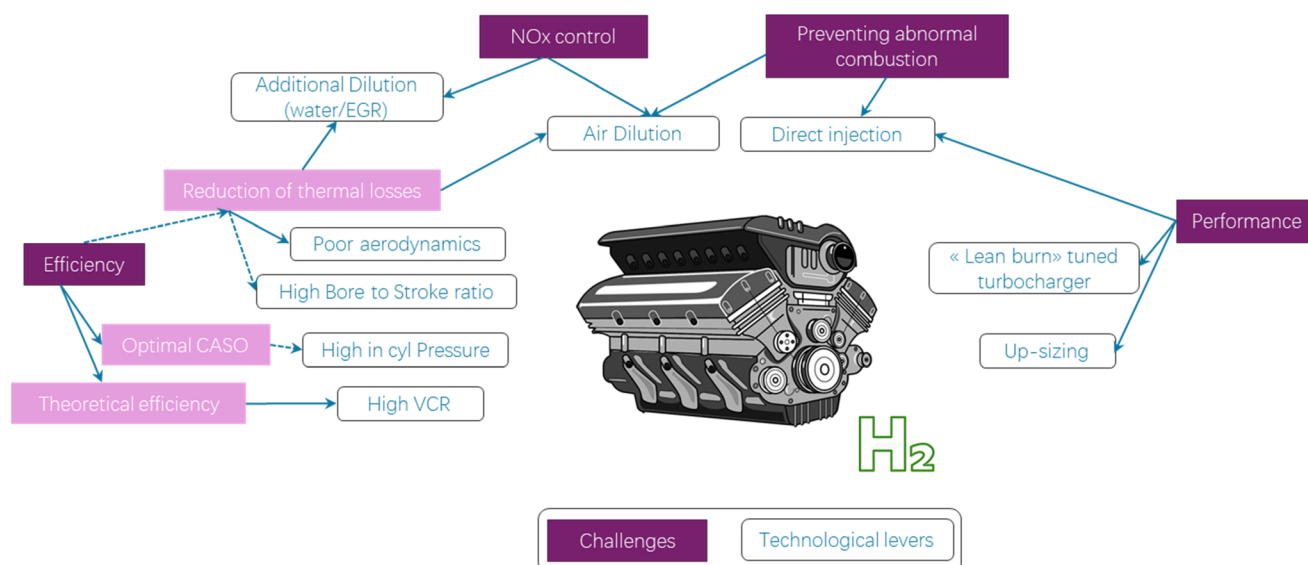 NOx control
Preventing abnormal
combustion
Additional Dilution
(water/EGR)
Air Dilution
Direct injection
Reduction of thermal losses
Performance
Poor aerodynamics
Efficiency
« Lean burn» tuned
turbocharger
High Bore to Stroke ratio
Optimal CASO
High in cyl Pressure
Up-sizing
Theoretical efficiency
High VCR
H2
Challenges
Technological levers